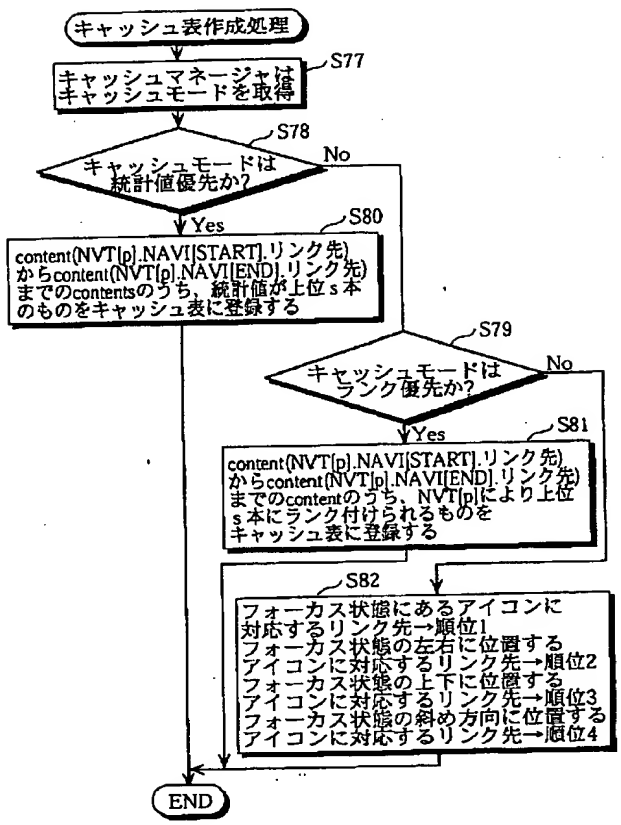 キャッシュ表作成処理
S77
キャッシュマネージャは
キャッシュモードを取得
S78
キャッシュモードは
統計値優先か?
No
Yes
S80
content(NVT[p].NAVI[START].リンク先)
からcontent(NVT[p].NAVI[END].リンク先)
までのcontentsのうち、統計値が上位s本
のものをキャッシュ表に登録する
S79
キャッシュモードは
ランク優先か?
No
Yes
S81
content(NVT[p].NAVI[START].リンク先)
からcontent(NVT[p].NAVI[END].リンク先)
までのcontentのうち、NVT[p]により上位
s本にランク付けられるものを
キャッシュ表に登録する
S82
フォーカス状態にあるアイコンに
対応するリンク先→順位1
フォーカス状態の左右に位置する
アイコンに対応するリンク先→順位2
フォーカス状態の上下に位置する
アイコンに対応するリンク先→順位3
フォーカス状態の斜め方向に位置する
アイコンに対応するリンク先→順位4
END